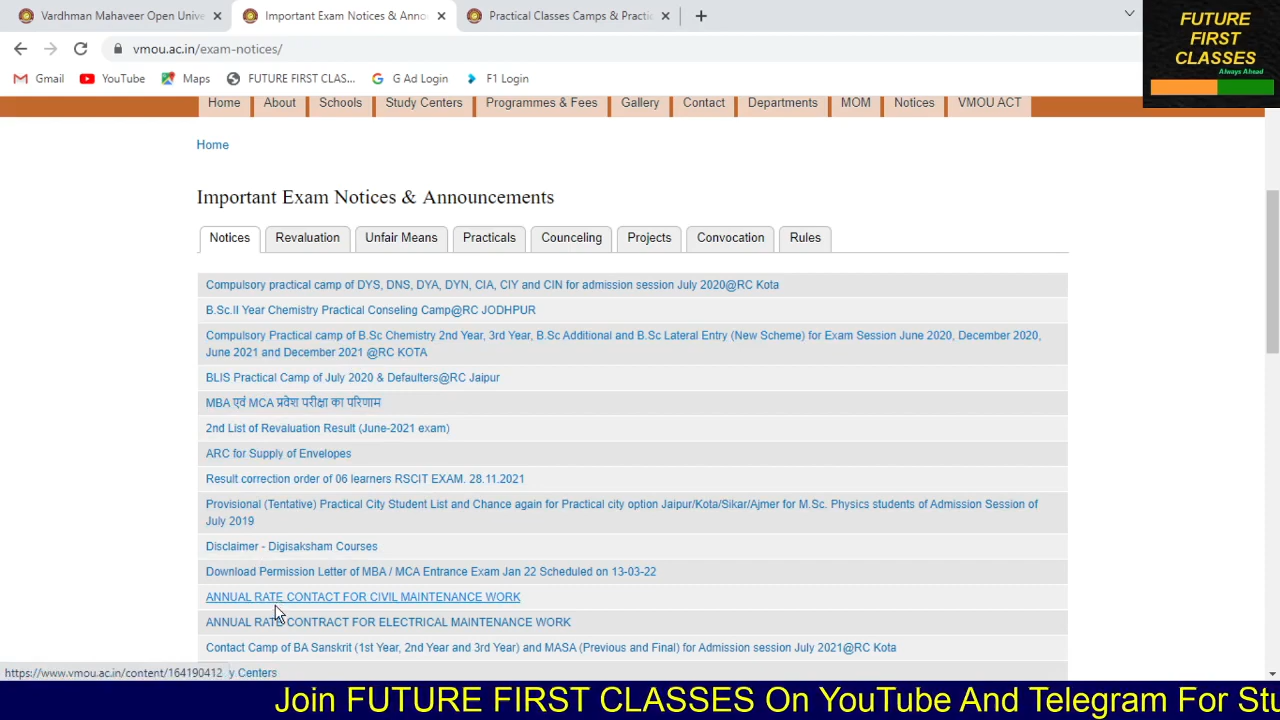 Vardhman Mahaveer Open Unive
Important Exam Notices & Anno
Practical Classes Camps & Practic
vmou.ac.in/exam-notices/
Gmail
YouTube
Maps
FUTURE FIRST CLAS...
G Ad Login
F1 Login
FUTURE
FIRST
CLASSES
Always Ahead
Home
About
Schools
Study Centers
Programmes & Fees
Gallery
Contact
Departments
MOM
Notices
VMOU ACT
Home
Important Exam Notices & Announcements
Notices
Revaluation
Unfair Means
Practicals
Counceling
Projects
Convocation
Rules
Compulsory practical camp of DYS, DNS, DYA, DYN, CIA, CIY and CIN for admission session July 2020@RC Kota
B.Sc.II Year Chemistry Practical Conseling Camp@RC JODHPUR
Compulsory Practical camp of B.Sc Chemistry 2nd Year, 3rd Year, B.Sc Additional and B.Sc Lateral Entry (New Scheme) for Exam Session June 2020, December 2020,
June 2021 and December 2021 @RC KOTA
BLIS Practical Camp of July 2020 & Defaulters@RC Jaipur
MBA एवं MCA प्रवेश परीक्षा का परिणाम
2nd List of Revaluation Result (June-2021 exam)
ARC for Supply of Envelopes
Result correction order of 06 learners RSCIT EXAM. 28.11.2021
Provisional (Tentative) Practical City Student List and Chance again for Practical city option Jaipur/Kota/Sikar/Ajmer for M.Sc. Physics students of Admission Session of
July 2019
Disclaimer - Digisaksham Courses
Download Permission Letter of MBA / MCA Entrance Exam Jan 22 Scheduled on 13-03-22
ANNUAL RATE CONTACT FOR CIVIL MAINTENANCE WORK
ANNUAL RATE CONTRACT FOR ELECTRICAL MAINTENANCE WORK
Contact Camp of BA Sanskrit (1st Year, 2nd Year and 3rd Year) and MASA (Previous and Final) for Admission session July 2021@RC Kota
https://www.vmou.ac.in/content/164190412
y Centers
Join FUTURE FIRST CLASSES On YouTube And Telegram For Stu